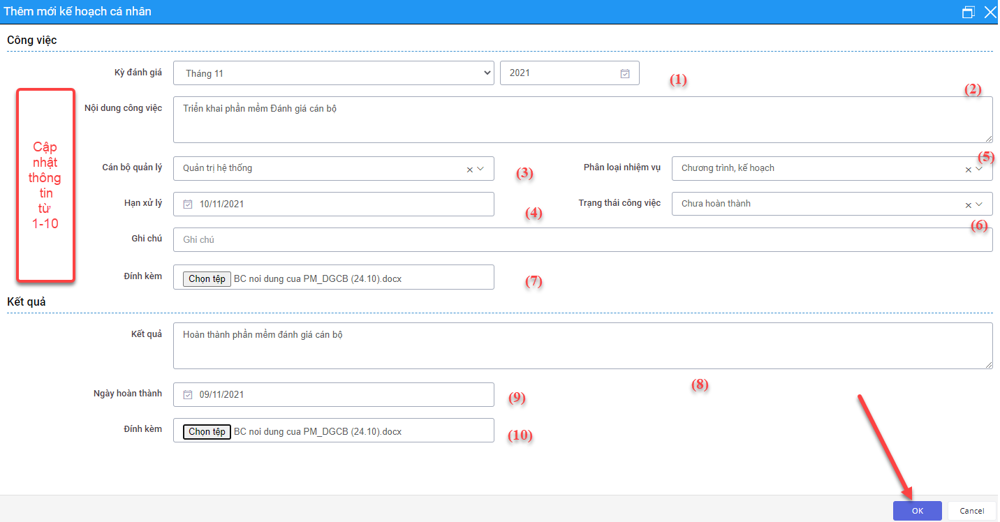 Thêm mới kế hoạch cá nhân
Công việc
Kỳ đánh giá Tháng 11 2021 (1)
(2)
Nội dung công việc Triển khai phần mềm Đánh giá cán bộ
Cập
nhật
thông
tin
từ
1-10
Cán bộ quản lý Quản trị hệ thống (3) Phân loại nhiệm vụ Chương trình, kế hoạch (5)
Hạn xử lý 10/11/2021 (4) Trạng thái công việc Chưa hoàn thành
(6)
Ghi chú Ghi chú
Đính kèm Chọn tệp BC noi dung cua PM_DGCB (24.10).docx (7)
Kết quả
Kết quả Hoàn thành phần mềm đánh giá cán bộ
(8)
Ngày hoàn thành 09/11/2021 (9)
Đính kèm Chọn tệp BC noi dung cua PM_DGCB (24.10).docx (10)
OK Cancel